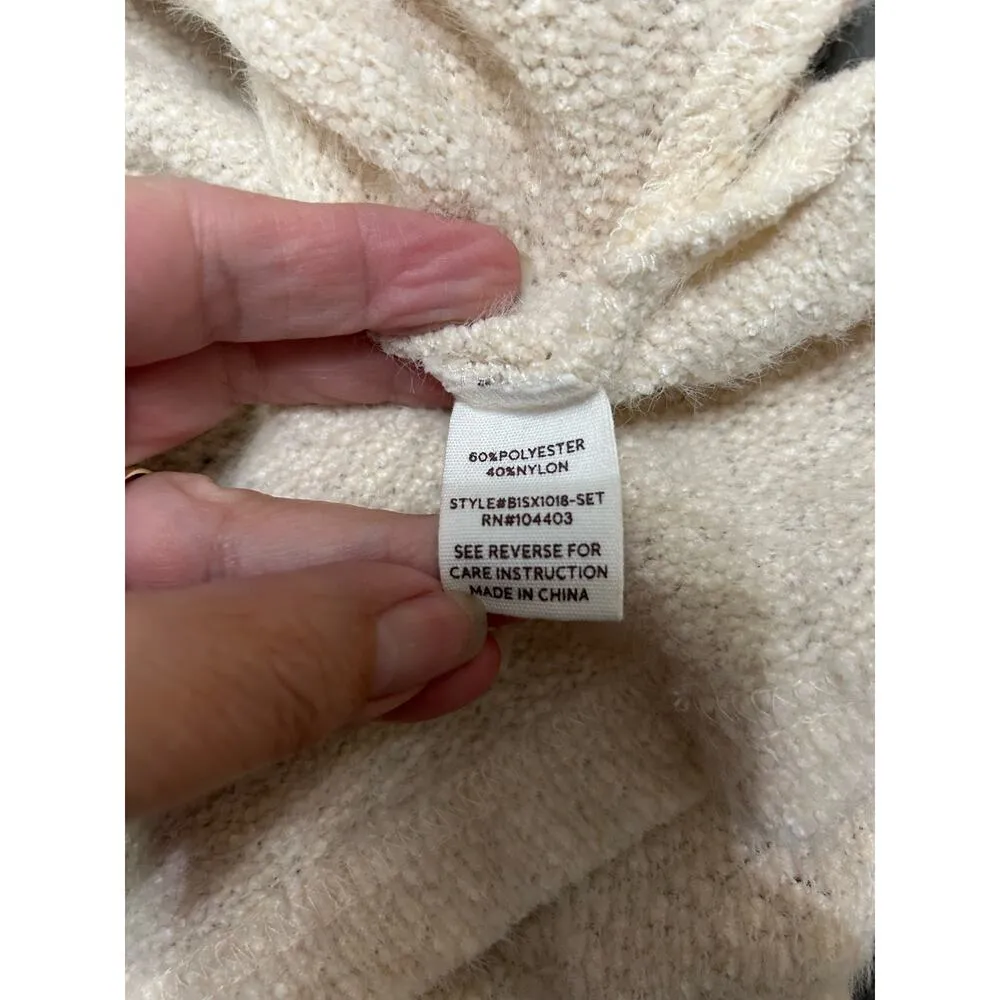 60%POLYESTER
40%NYLON
STYLE#B1SX1018-SET
RN#104403
SEE REVERSE FOR
CARE INSTRUCTION
MADE IN CHINA